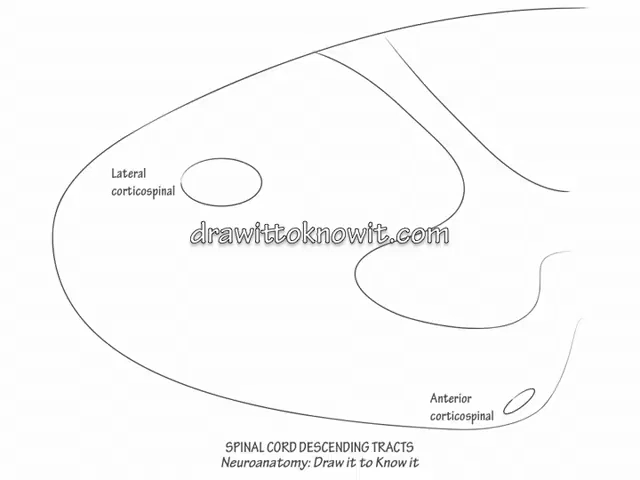 Lateral
corticospinal
drawittoknowit.com
Anterior
corticospinal
SPINAL CORD DESCENDING TRACTS
Neuroanatomy: Draw it to Know it